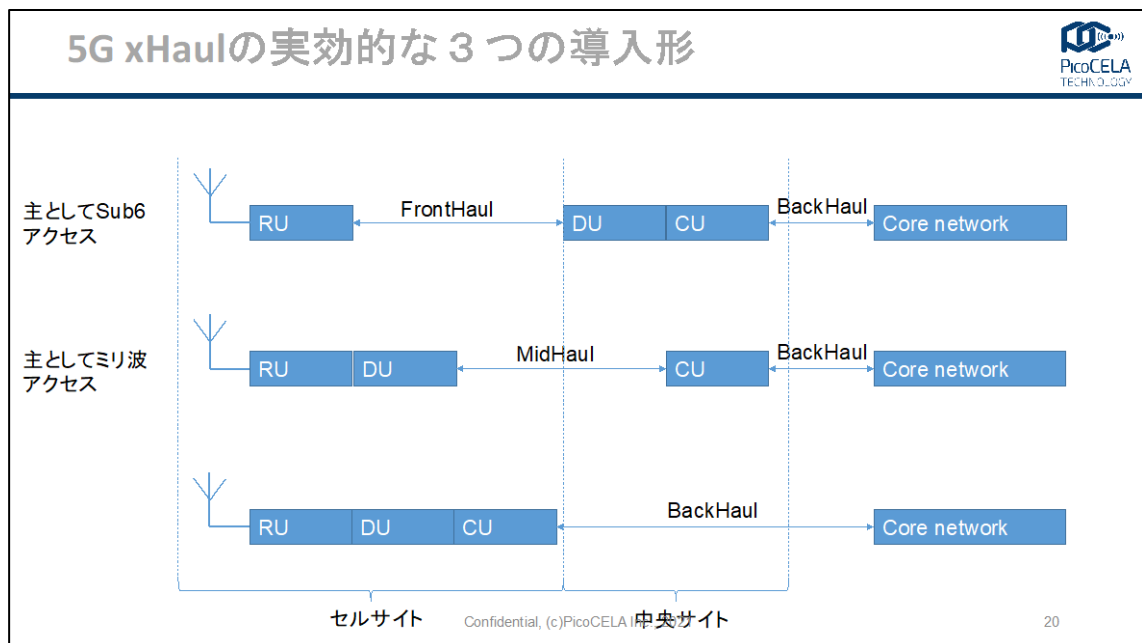 5G xHaulの実効的な３つの導入形
PicoCELA
TECHNOLOGY
主としてSub6
アクセス
RU
FrontHaul
DU
CU
BackHaul
Core network
主としてミリ波
アクセス
RU
DU
MidHaul
CU
BackHaul
Core network
RU
DU
CU
BackHaul
Core network
セルサイト
中央サイト
Confidential, (c)PicoCELA
20